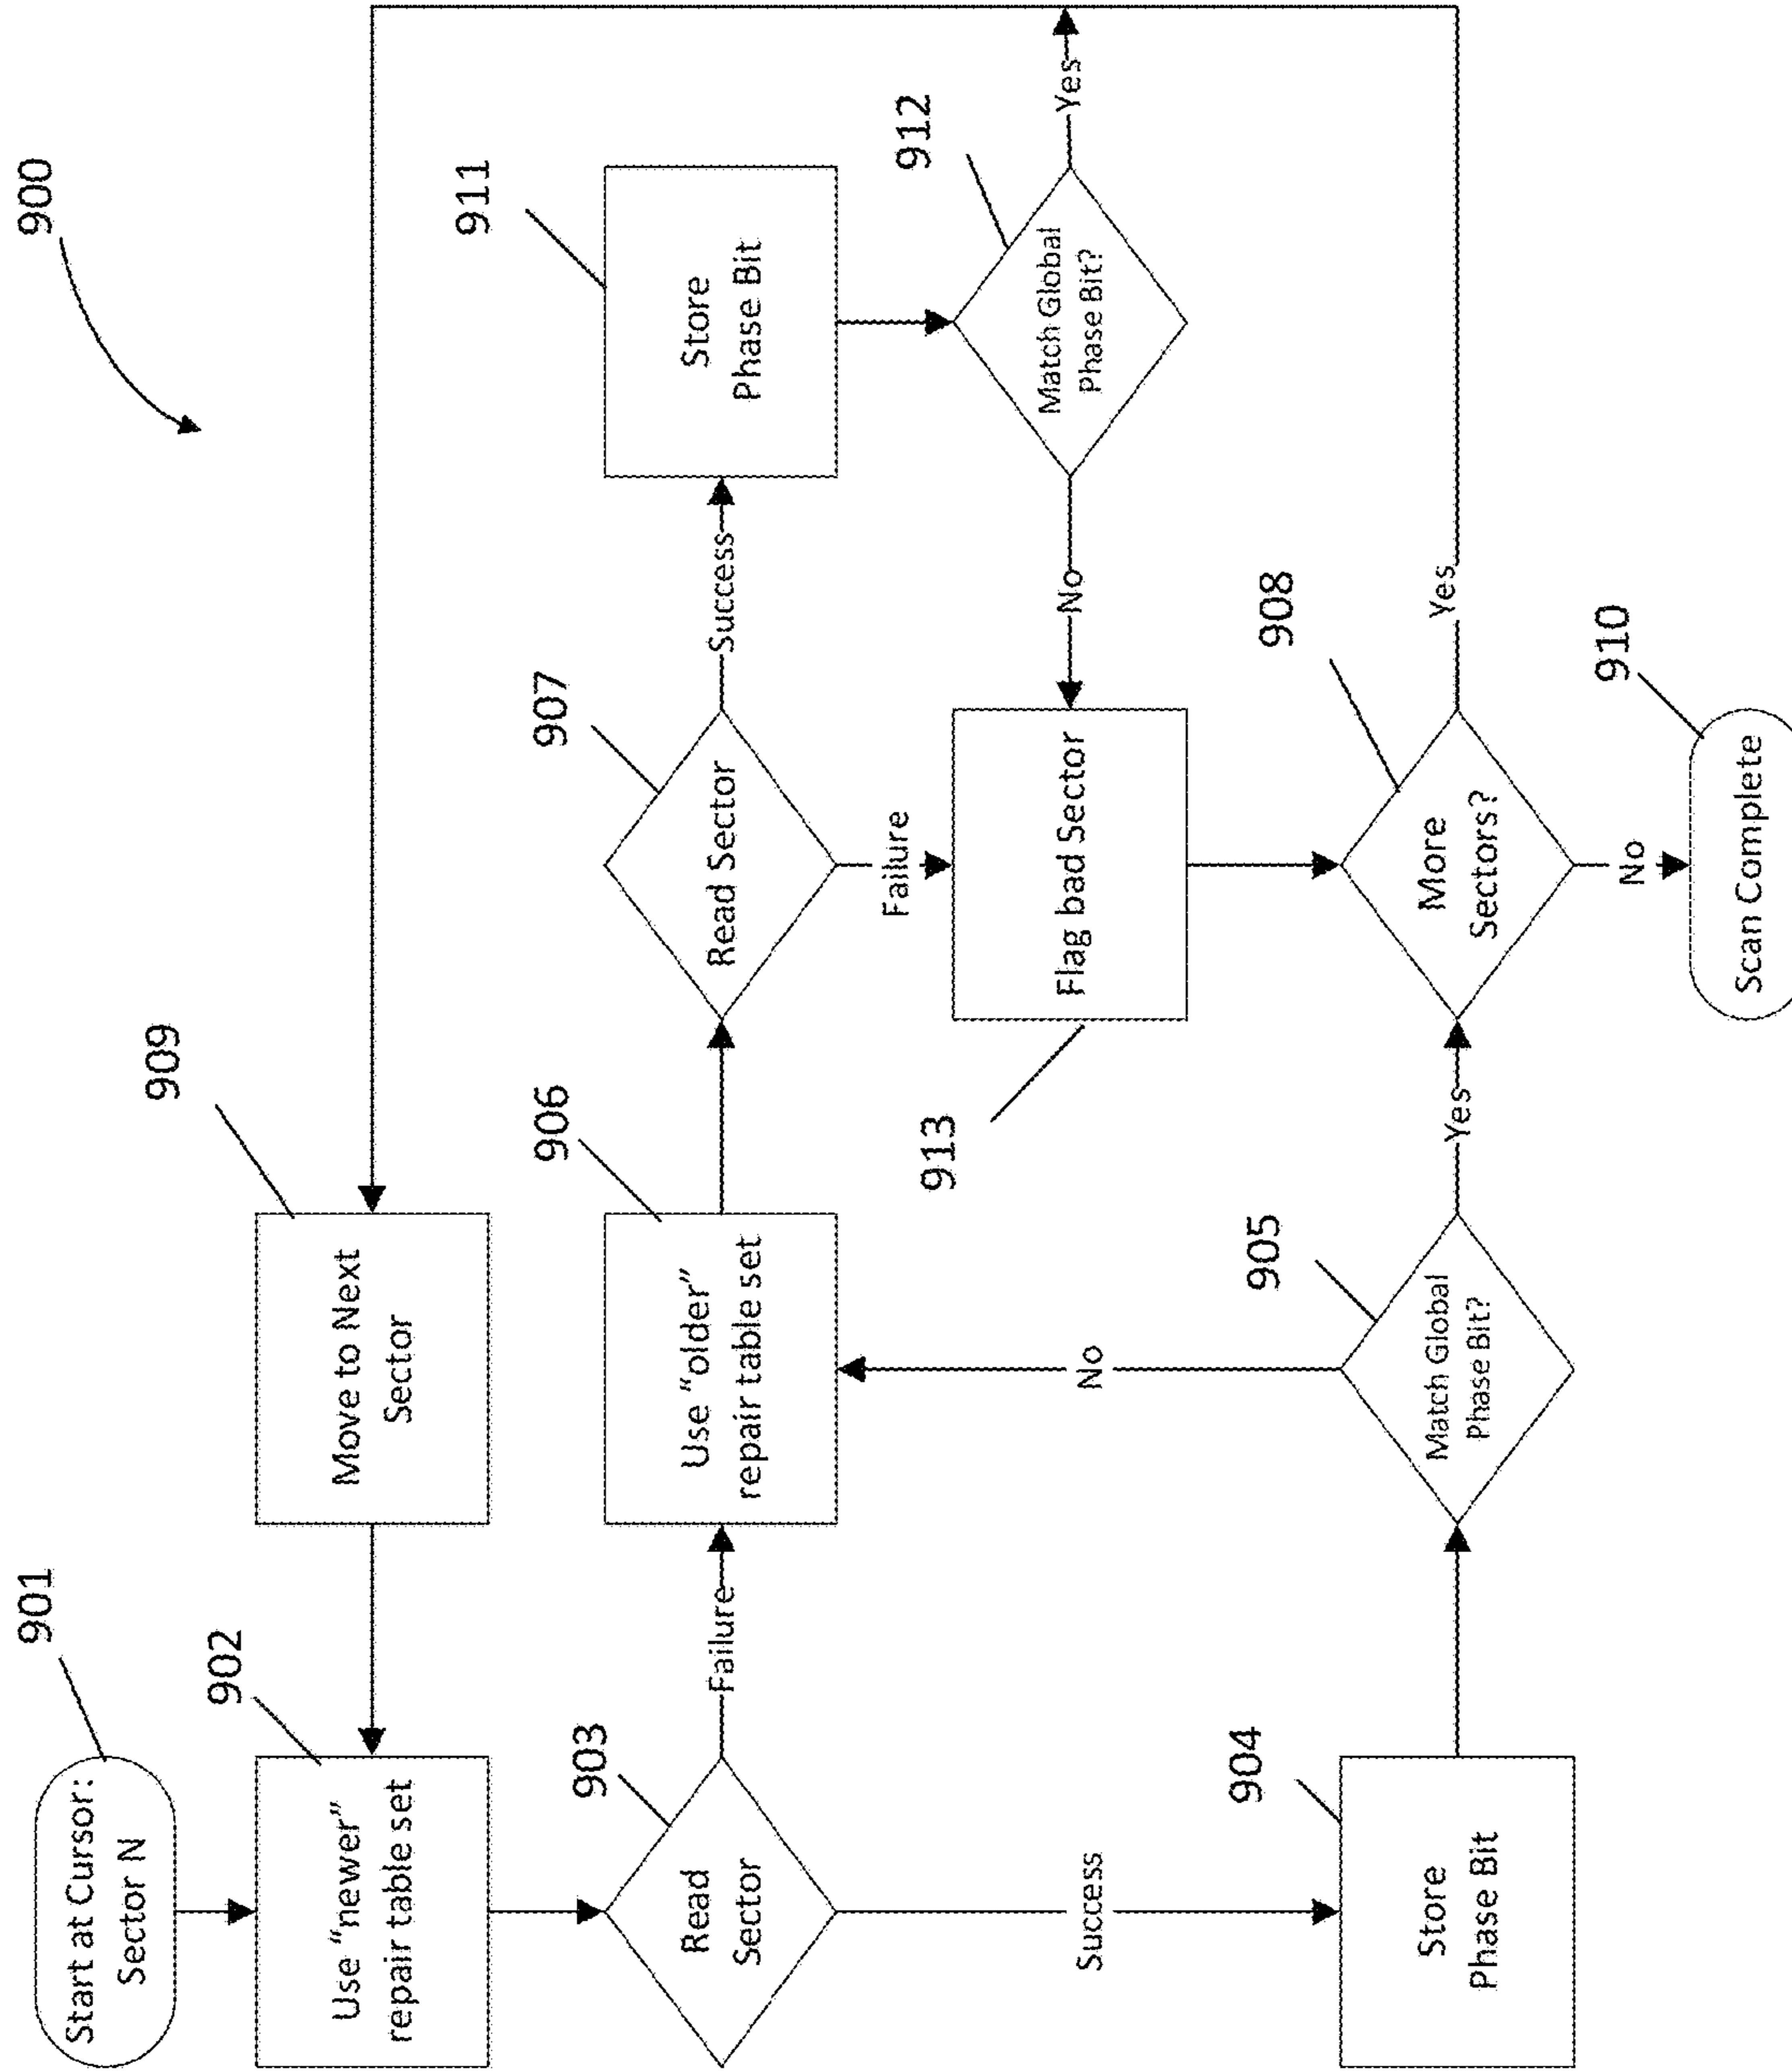 900
901
Start at Cursor:
Sector N
902
Use “newer”
repair table set
909
Move to Next
Sector
903
Read
Sector
Failure
906
Use “older”
repair table set
907
Read Sector
Success
911
Store
Phase Bit
Success
Failure
913
Flag bad Sector
No
912
Match Global
Phase Bit?
Yes
904
Store
Phase Bit
No
905
Match Global
Phase Bit?
Yes
908
More
Sectors?
Yes
No
910
Scan Complete